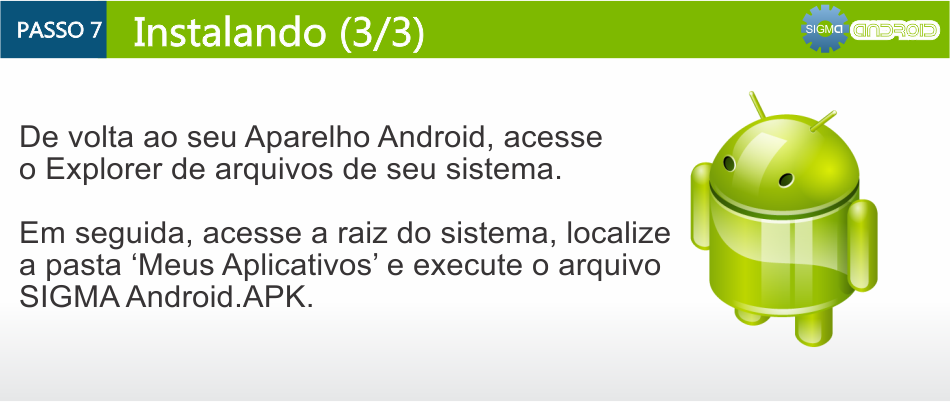 PASSO 7
Instalando (3/3)
SIGMA
ANDROID
De volta ao seu Aparelho Android, acesse
o Explorer de arquivos de seu sistema.
Em seguida, acesse a raiz do sistema, localize
a pasta ‘Meus Aplicativos’ e execute o arquivo
SIGMA Android.APK.